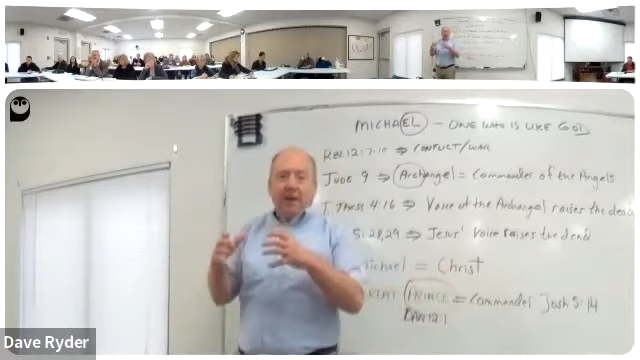 MICHAEL - ONE WHO IS LIKE GOD
REV. 12:7-10 ⇒ CONFLICT/WAR
JUDE 9 ⇒ Archangel = Commander of the Angels
I Thess 4:16 ⇒ Voice of the Archangel raises the dead
5:28,29 ⇒ Jesus' Voice raises the dead
Michael = Christ
PRINCE = Commander Josh 5:14
DAN 12:1
Dave Ryder